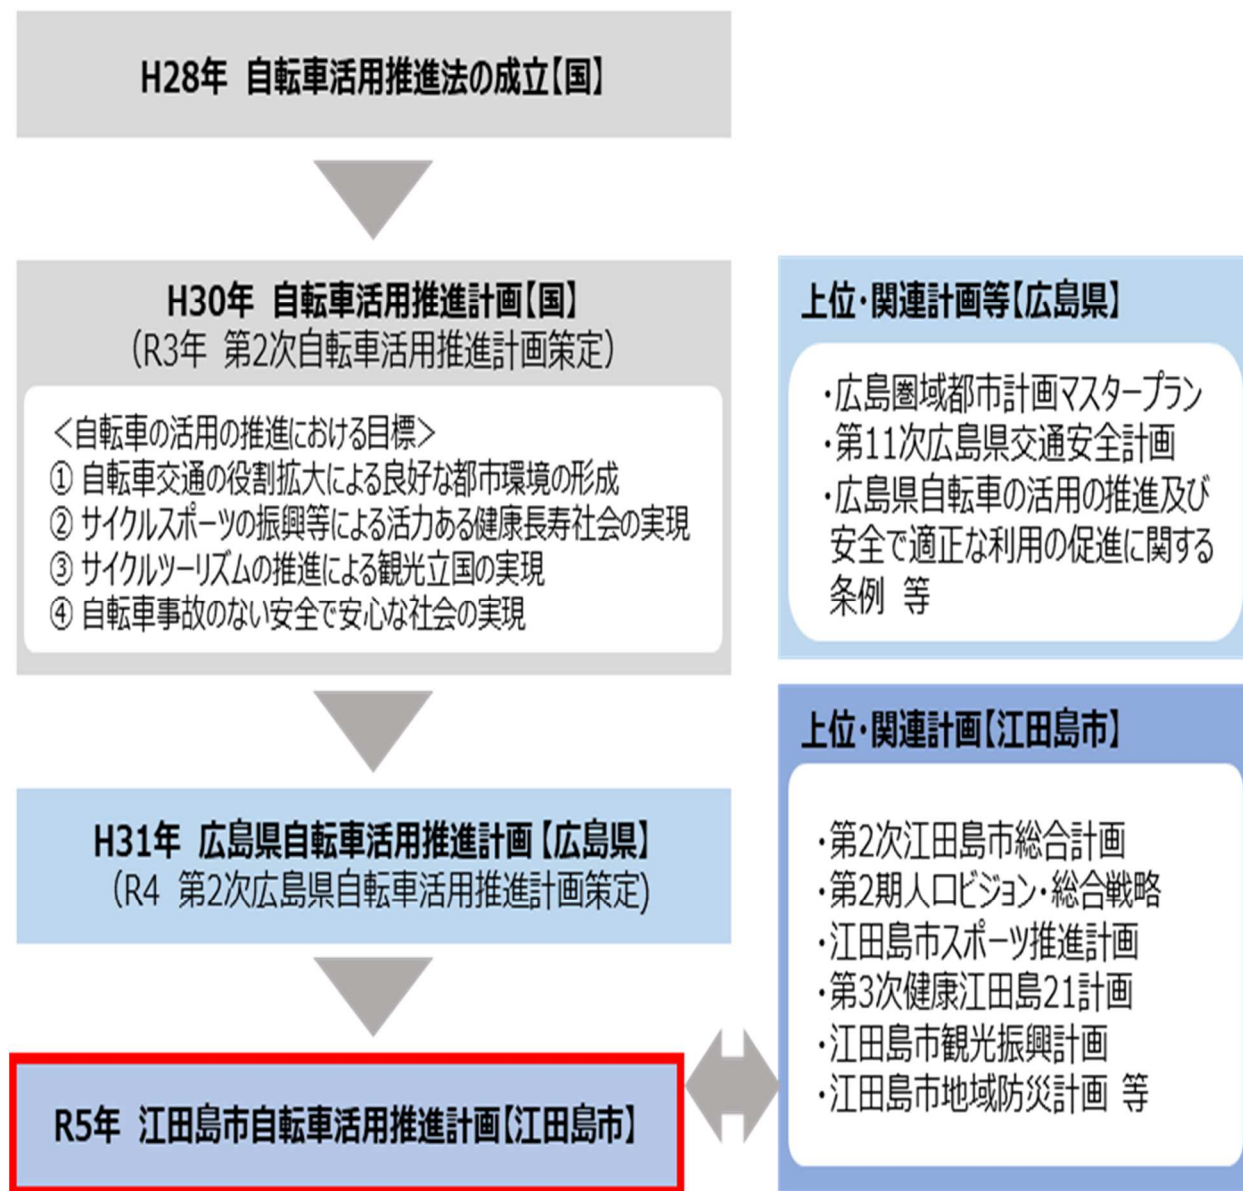 H28年 自転車活用推進法の成立【国】
H30年 自転車活用推進計画【国】
（R3年 第2次自転車活用推進計画策定）
＜自転車の活用の推進における目標＞
① 自転車交通の役割拡大による良好な都市環境の形成
② サイクルスポーツの振興等による活力ある健康長寿社会の実現
③ サイクルツーリズムの推進による観光立国の実現
④ 自転車事故のない安全で安心な社会の実現
H31年 広島県自転車活用推進計画【広島県】
（R4 第2次広島県自転車活用推進計画策定)
R5年 江田島市自転車活用推進計画【江田島市】
上位・関連計画等【広島県】
・広島圏域都市計画マスタープラン
・第11次広島県交通安全計画
・広島県自転車の活用の推進及び
安全で適正な利用の促進に関する
条例 等
上位・関連計画【江田島市】
・第2次江田島市総合計画
・第2期人口ビジョン・総合戦略
・江田島市スポーツ推進計画
・第3次健康江田島21計画
・江田島市観光振興計画
・江田島市地域防災計画 等